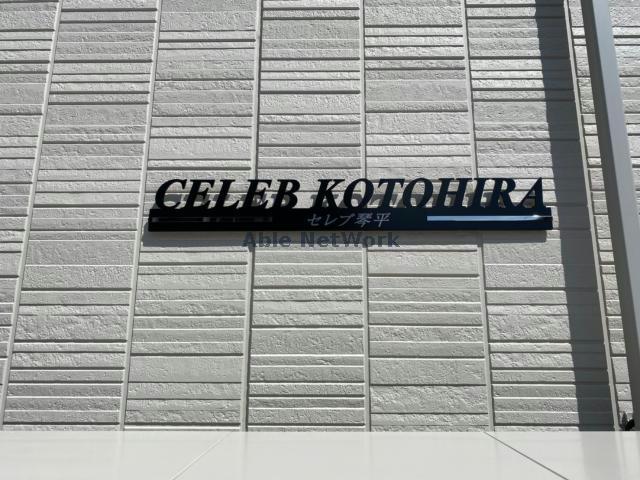 CELEB KOTOHIRA
セレブ琴平
Able NetWork